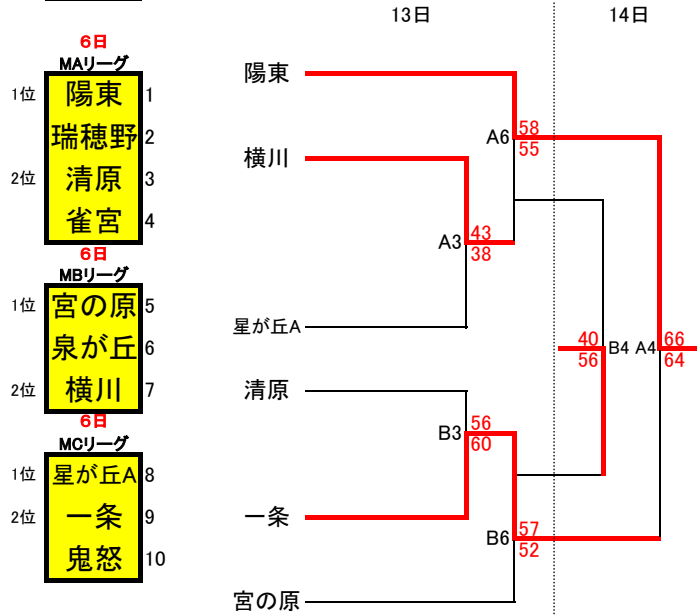 13日
14日
6日
MAリーグ
1位 陽東 1
瑞穂野 2
2位 清原 3
雀宮 4
6日
MBリーグ
1位 宮の原 5
泉が丘 6
2位 横川 7
6日
MCリーグ
1位 星が丘A 8
2位 一条 9
鬼怒 10
陽東
横川
星が丘A
清原
一条
宮の原
A6
58
55
A3
43
38
B3
56
60
B6
57
52
40
56
B4
A4
66
64